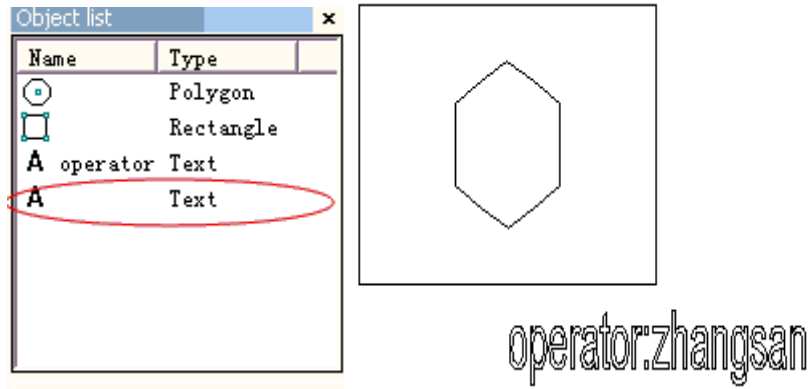 Object list
Name Type
Polygon
Rectangle
A operator Text
A Text
operator:zhangsan